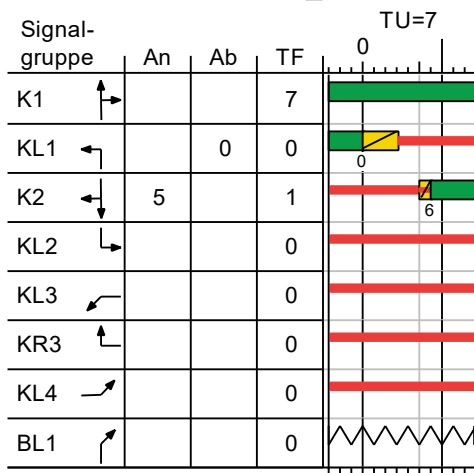 TU=7
Signal-
gruppe An Ab TF 0
K1 7
KL1 0 0
0
K2 5 1
6
KL2 0
KL3 0
KR3 0
KL4 0
BL1 0